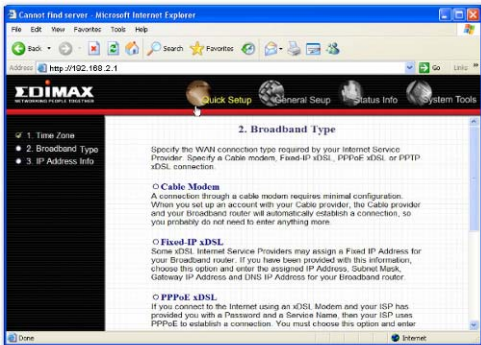 Cannot find server - Microsoft Internet Explorer
File Edit View Favorites Tools Help
Back Search Favorites
Address http://192.168.2.1 Go Links
EDIMAX
NETWORKING PEOPLE TOGETHER
Quick Setup General Seup Status Info System Tools
1. Time Zone
2. Broadband Type
3. IP Address Info
2. Broadband Type
Specify the WAN connection type required by your Internet Service
Provider. Specify a Cable modem, Fixed-IP xDSL, PPPoE xDSL or PPTP
xDSL connection.
Cable Modem
A connection through a cable modem requires minimal configuration.
When you set up an account with your Cable provider, the Cable provider
and your Broadband router will automatically establish a connection, so
you probably do not need to enter anything more.
Fixed-IP xDSL
Some xDSL Internet Service Providers may assign a Fixed IP Address for
your Broadband router. If you have been provided with this information,
choose this option and enter the assigned IP Address, Subnet Mask,
Gateway IP Address and DNS IP Address for your Broadband router.
PPPoE xDSL
If you connect to the Internet using an xDSL Modem and your ISP has
provided you with a Password and a Service Name, then your ISP uses
PPPoE to establish a connection. You must choose this option and enter
Done Internet